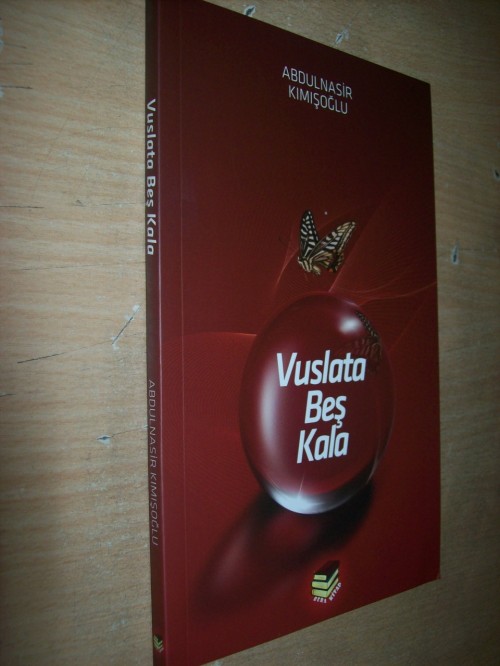 ABDULNASİR
KIMIŞOĞLU
Vuslata
Beş
Kala
Vuslata Beş Kala
ABDULNASİR KIMIŞOĞLU